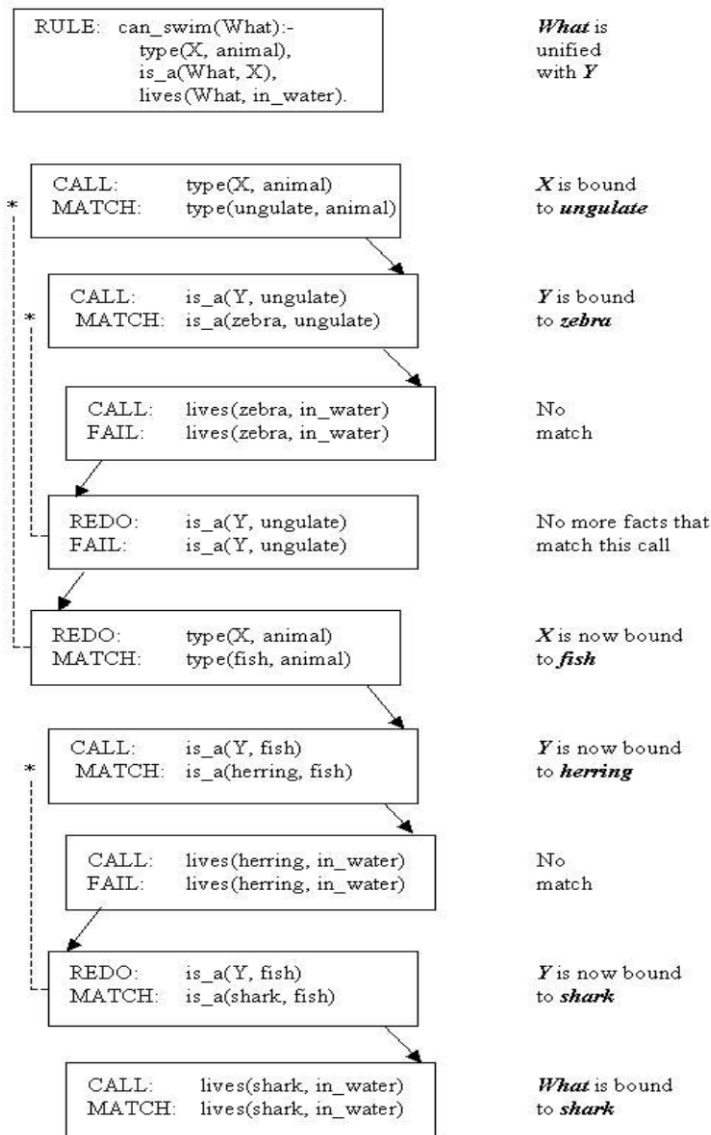 RULE: can_swim(What):-
type(X, animal),
is_a(What, X),
lives(What, in_water).
What is
unified
with Y
CALL: type(X, animal)
* MATCH: type(ungulate, animal)
X is bound
to ungulate
CALL: is_a(Y, ungulate)
* MATCH: is_a(zebra, ungulate)
Y is bound
to zebra
CALL: lives(zebra, in_water)
FAIL: lives(zebra, in_water)
No
match
REDO: is_a(Y, ungulate)
FAIL: is_a(Y, ungulate)
No more facts that
match this call
REDO: type(X, animal)
MATCH: type(fish, animal)
X is now bound
to fish
CALL: is_a(Y, fish)
* MATCH: is_a(herring, fish)
Y is now bound
to herring
CALL: lives(herring, in_water)
FAIL: lives(herring, in_water)
No
match
REDO: is_a(Y, fish)
MATCH: is_a(shark, fish)
Y is now bound
to shark
CALL: lives(shark, in_water)
MATCH: lives(shark, in_water)
What is bound
to shark